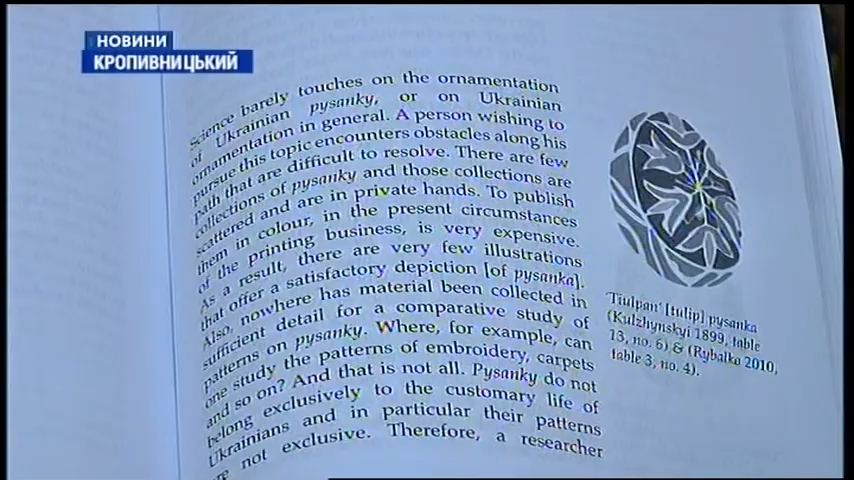 НОВИНИ
КРОПИВНИЦЬКИЙ
Science barely touches on the ornamentation
of Ukrainian pysanky, or on Ukrainian
ornamentation in general. A person wishing to
pursue this topic encounters obstacles along his
path that are difficult to resolve. There are few
collections of pysanky and those collections are
scattered and are in private hands. To publish
them in colour, in the present circumstances
of the printing business, is very expensive.
As a result, there are very few illustrations
that offer a satisfactory depiction [of pysanka].
Also, nowhere has material been collected in
sufficient detail for a comparative study of
patterns on pysanky. Where, for example, can
one study the patterns of embroidery, carpets
and so on? And that is not all. Pysanky do not
belong exclusively to the customary life of
Ukrainians and in particular their patterns
are not exclusive. Therefore, a researcher
'Tiulpan' [tulip] pysanka
(Kulzhynskyi 1899, table
13, no. 6) & (Rybalko 2010,
table 3, no. 4).